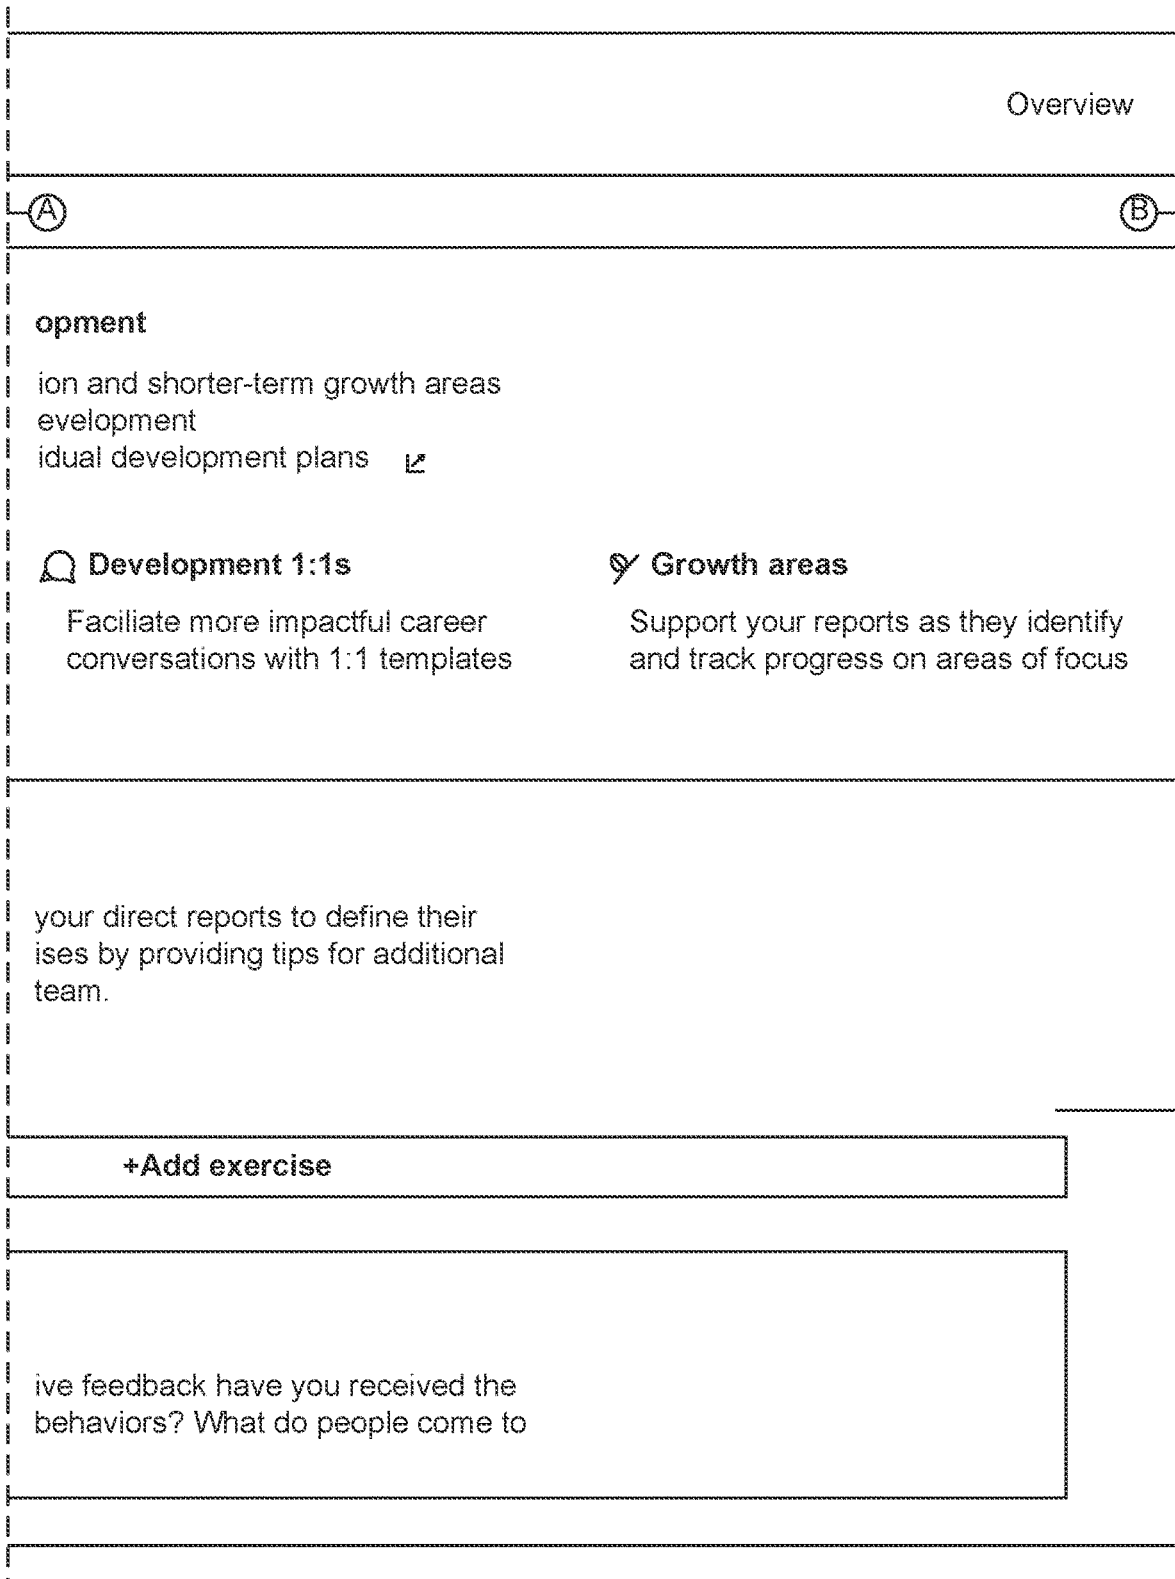 Overview
A
B
opment
ion and shorter-term growth areas
evelopment
idual development plans
Development 1:1s
Faciliate more impactful career
conversations with 1:1 templates
Growth areas
Support your reports as they identify
and track progress on areas of focus
your direct reports to define their
ises by providing tips for additional
team.
+Add exercise
ive feedback have you received the
behaviors? What do people come to